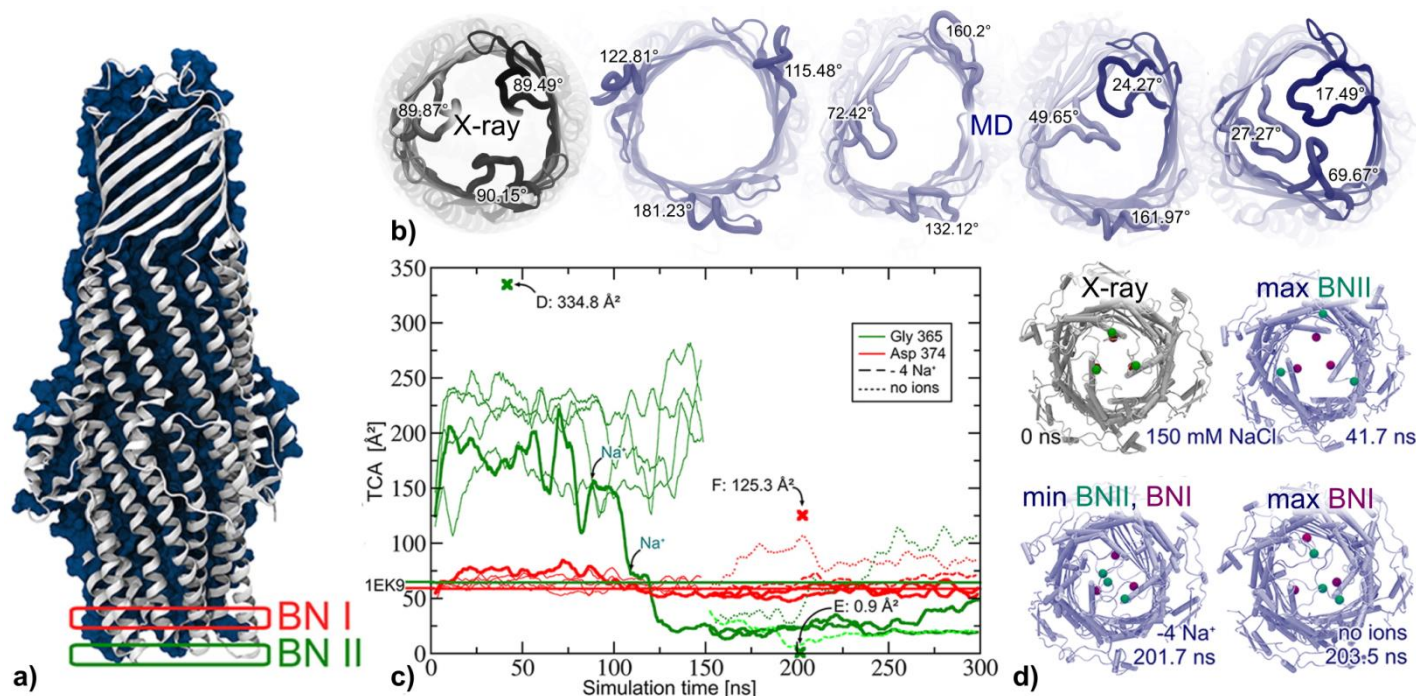 BN I
BN II
a)
89.49°
89.87°
X-ray
90.15°
122.81°
115.48°
181.23°
160.2°
72.42°
MD
132.12°
24.27°
49.65°
161.97°
17.49°
27.27°
69.67°
b)
350
300
250
200
150
100
50
0
1EK9
TCA [Å²]
D: 334.8 Å²
Gly 365
Asp 374
- 4 Na⁺
no ions
Na⁺
Na⁺
F: 125.3 Å²
E: 0.9 Å²
0
50
100
150
200
250
300
Simulation time [ns]
c)
X-ray
max BNII
0 ns
150 mM NaCl
41.7 ns
min BNII, BNI
max BNI
-4 Na⁺
201.7 ns
no ions
203.5 ns
d)